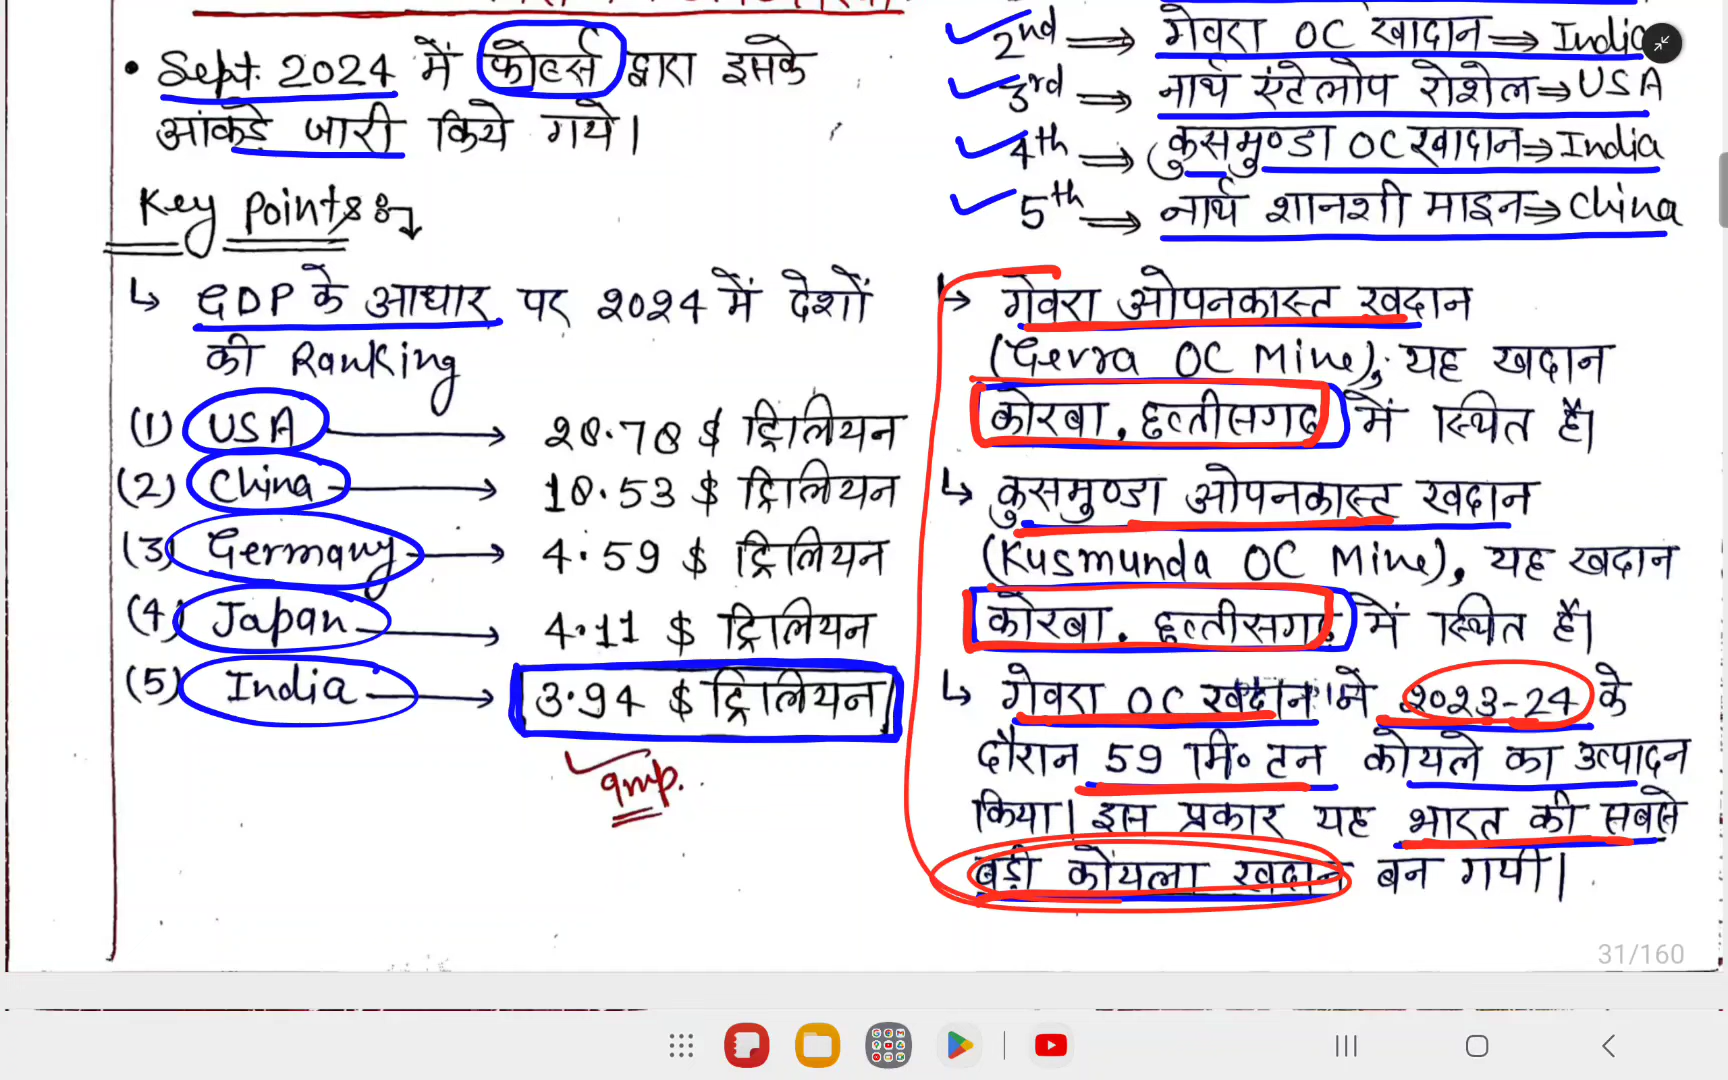 • Sept. 2024 में फोर्ब्स द्वारा इसके
आंकड़े जारी किये गये।
Key Points :-
↳ GDP के आधार पर 2024 में देशों
की Ranking
(1) USA → 28.78 $ ट्रिलियन
(2) China → 18.53 $ ट्रिलियन
(3) Germany → 4.59 $ ट्रिलियन
(4) Japan → 4.11 $ ट्रिलियन
(5) India → 3.94 $ ट्रिलियन
Imp.
2nd ⇒ गेवरा OC खादान ⇒ India
3rd ⇒ नार्थ एंटेलोप रोशेल ⇒ USA
4th ⇒ कुसमुण्डा OC खादान ⇒ India
5th ⇒ नार्थ शानशी माइन ⇒ China
↳ गेवरा ओपनकास्ट खदान
(Gevra OC Mine), यह खदान
कोरबा, छत्तीसगढ़ में स्थित है।
↳ कुसमुण्डा ओपनकास्ट खदान
(Kusmunda OC Mine), यह खदान
कोरबा, छत्तीसगढ़ में स्थित है।
↳ गेवरा OC खदान में 2023-24 के
दौरान 59 मि० टन कोयले का उत्पादन
किया। इस प्रकार यह भारत की सबसे
बड़ी कोयला खदान बन गयी।
31/160